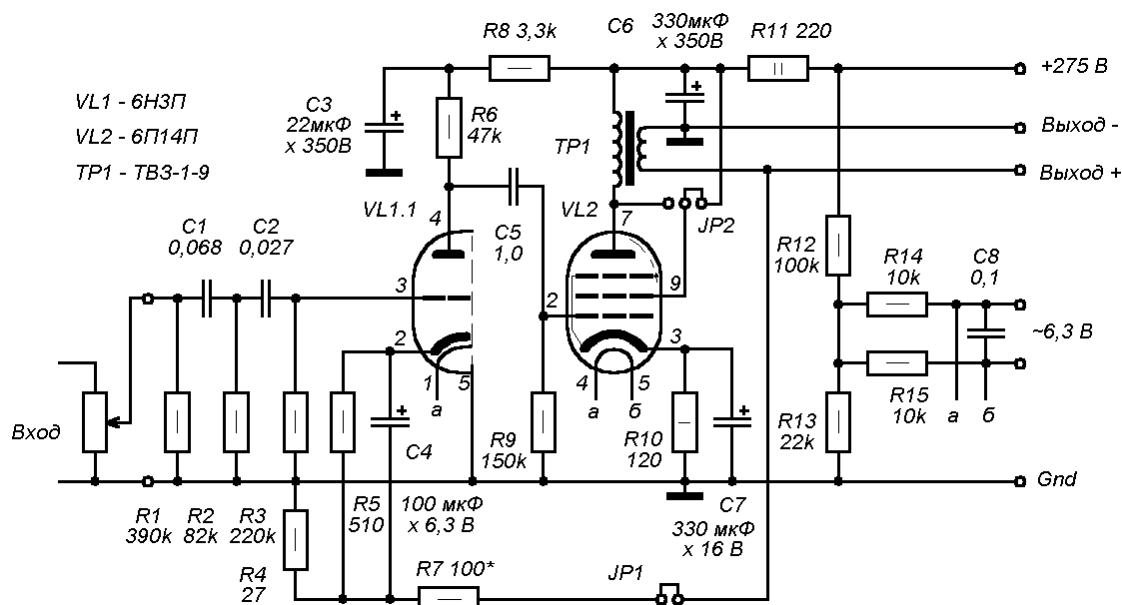 R8 3,3k
C6
330мкФ
х 350В
R11 220
+275 В
VL1 - 6Н3П
C3
22мкФ
х 350В
R6
47k
VL2 - 6П14П
TP1
Выход -
TP1 - ТВЗ-1-9
Выход +
VL1.1
4
C5
1,0
VL2
7
JP2
C1
0,068
C2
0,027
R12
100k
R14
10k
C8
0,1
3
2
9
~6,3 В
2
3
1
5
a
4
5
а
б
R15
10k
а
б
Вход
C4
R9
150k
R10
120
R13
22k
Gnd
R1
390k
R2
82k
R3
220k
R5
510
100 мкФ
х 6,3 В
C7
330 мкФ
х 16 В
R4
27
R7 100*
JP1